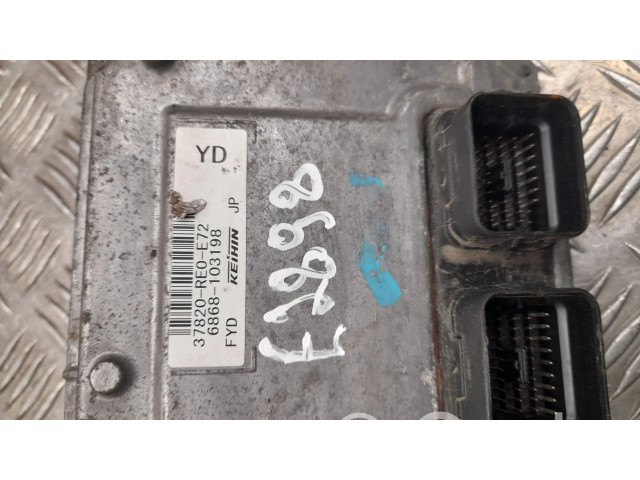 YD
37820-RE0-E72
6868-103198
FYD KEIHIN JP
E2898